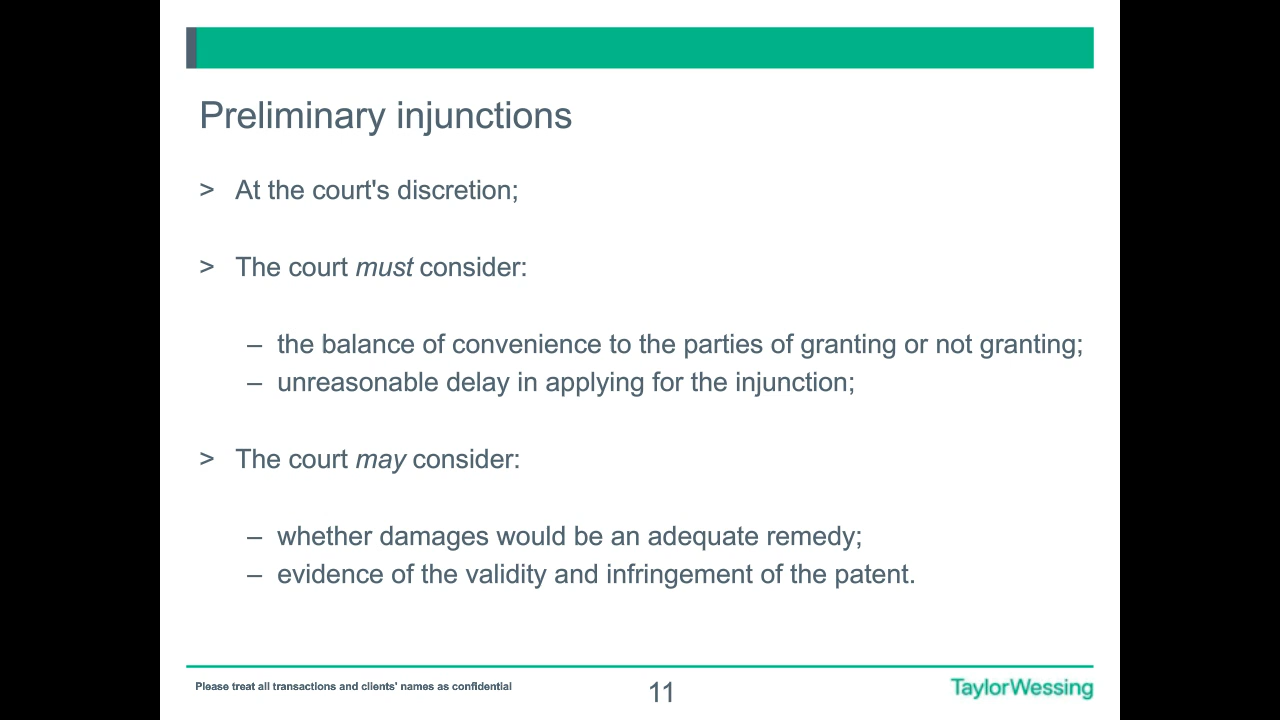 Preliminary injunctions
> At the court's discretion;
> The court must consider:
– the balance of convenience to the parties of granting or not granting;
– unreasonable delay in applying for the injunction;
> The court may consider:
– whether damages would be an adequate remedy;
– evidence of the validity and infringement of the patent.
Please treat all transactions and clients' names as confidential
11
TaylorWessing